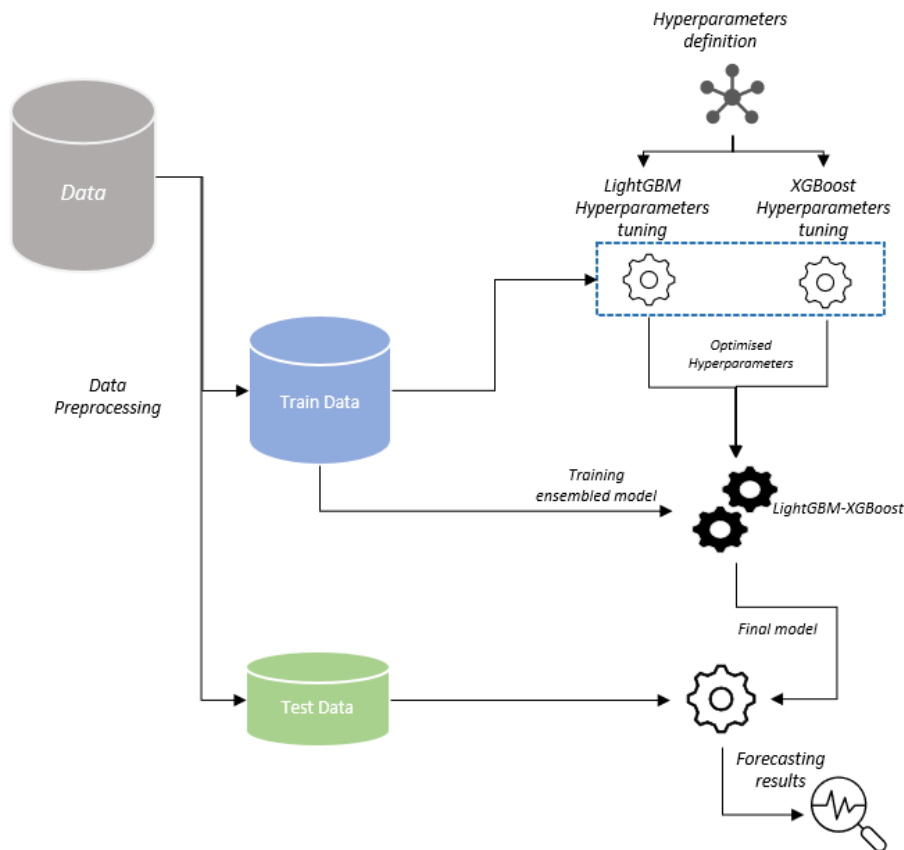 Hyperparameters
definition
Data
LightGBM
Hyperparameters
tuning
XGBoost
Hyperparameters
tuning
Optimised
Hyperparameters
Data
Preprocessing
Train Data
Training
ensembled model
LightGBM-XGBoost
Final model
Test Data
Forecasting
results